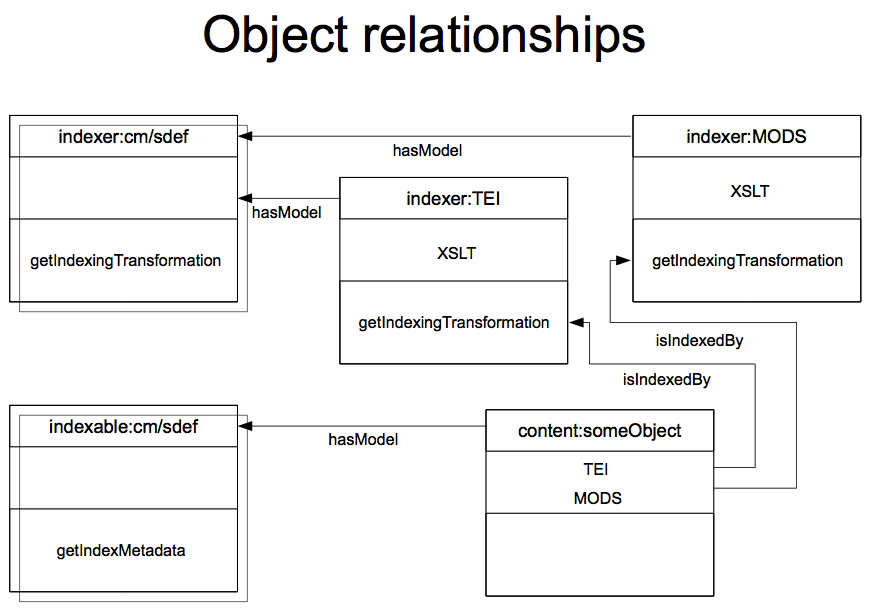 Object relationships
indexer:cm/sdef
getIndexingTransformation
hasModel
hasModel
indexer:TEI
XSLT
getIndexingTransformation
indexer:MODS
XSLT
getIndexingTransformation
isIndexedBy
isIndexedBy
indexable:cm/sdef
getIndexMetadata
hasModel
content:someObject
TEI
MODS